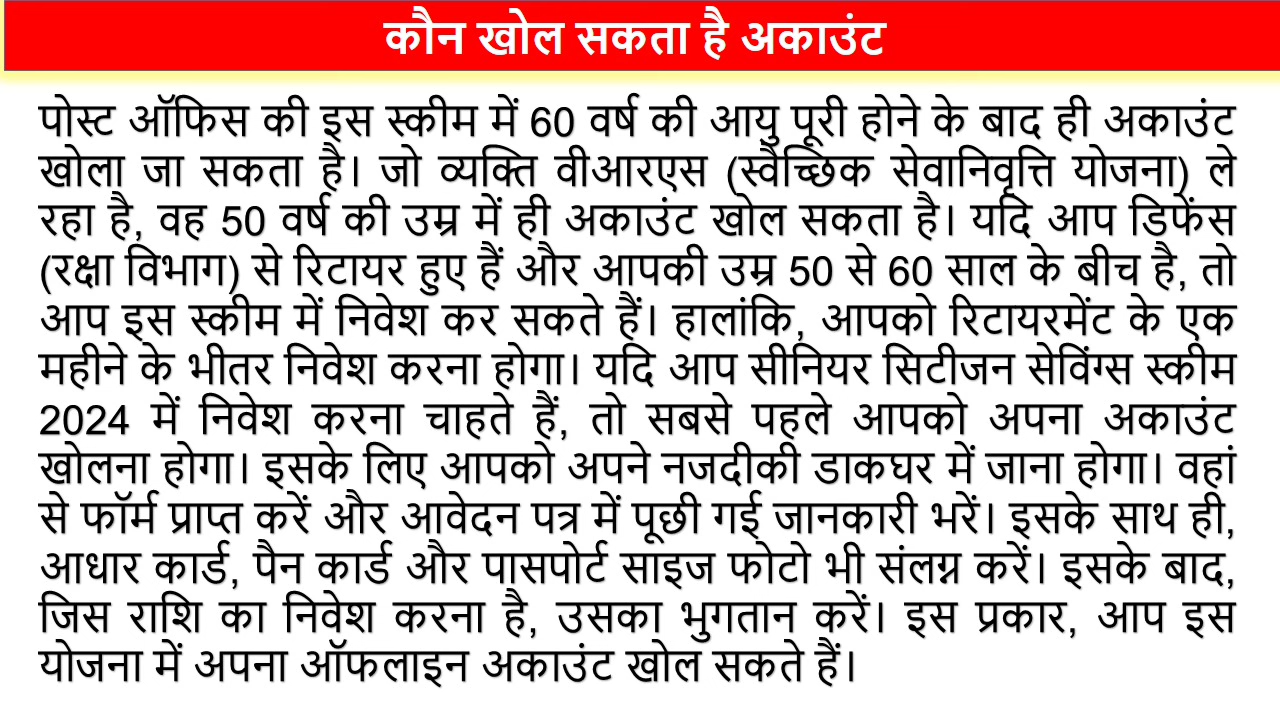 कौन खोल सकता है अकाउंट
पोस्ट ऑफिस की इस स्कीम में 60 वर्ष की आयु पूरी होने के बाद ही अकाउंट
खोला जा सकता है। जो व्यक्ति वीआरएस (स्वैच्छिक सेवानिवृत्ति योजना) ले
रहा है, वह 50 वर्ष की उम्र में ही अकाउंट खोल सकता है। यदि आप डिफेंस
(रक्षा विभाग) से रिटायर हुए हैं और आपकी उम्र 50 से 60 साल के बीच है, तो
आप इस स्कीम में निवेश कर सकते हैं। हालांकि, आपको रिटायरमेंट के एक
महीने के भीतर निवेश करना होगा। यदि आप सीनियर सिटीजन सेविंग्स स्कीम
2024 में निवेश करना चाहते हैं, तो सबसे पहले आपको अपना अकाउंट
खोलना होगा। इसके लिए आपको अपने नजदीकी डाकघर में जाना होगा। वहां
से फॉर्म प्राप्त करें और आवेदन पत्र में पूछी गई जानकारी भरें। इसके साथ ही,
आधार कार्ड, पैन कार्ड और पासपोर्ट साइज फोटो भी संलग्न करें। इसके बाद,
जिस राशि का निवेश करना है, उसका भुगतान करें। इस प्रकार, आप इस
योजना में अपना ऑफलाइन अकाउंट खोल सकते हैं।